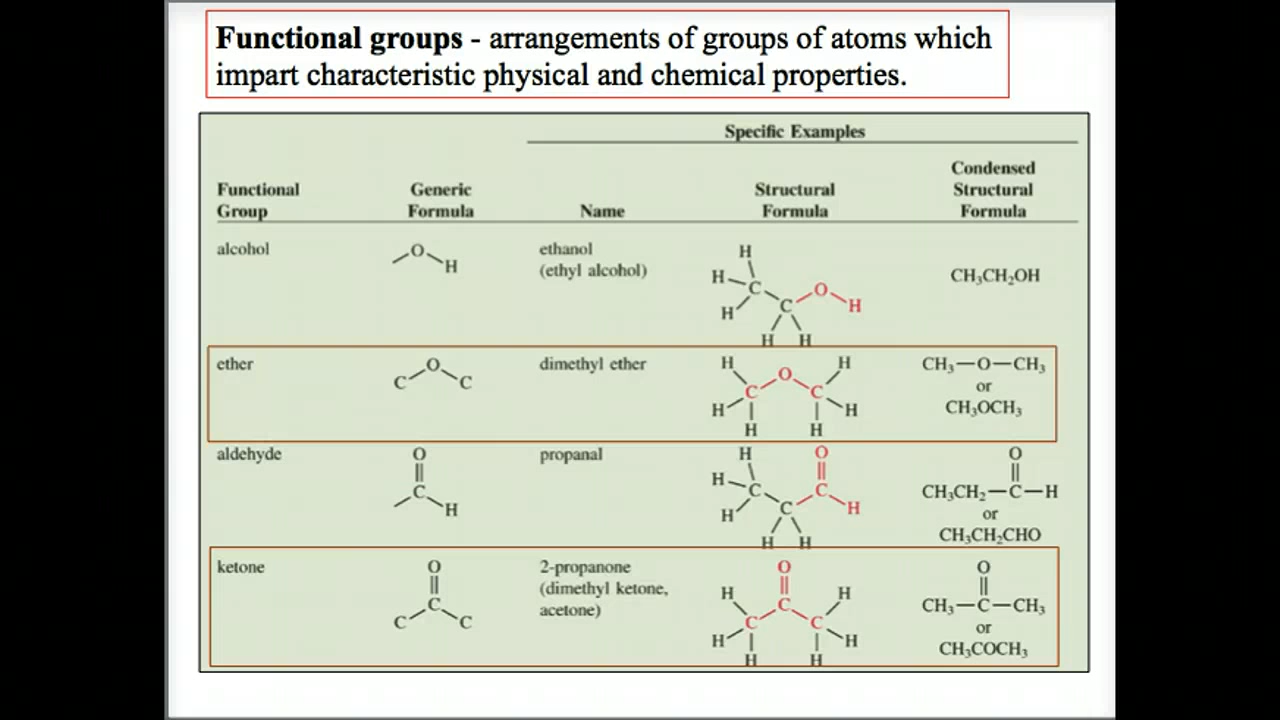 Functional groups - arrangements of groups of atoms which
impart characteristic physical and chemical properties.
Specific Examples
Functional
Group
Generic
Formula
Name
Structural
Formula
Condensed
Structural
Formula
alcohol
O
H
ethanol
(ethyl alcohol)
H
H
C
H
C
H H
O
H
CH₃CH₂OH
ether
O
C C
dimethyl ether
H O H
C C
H H
H H
CH₃—O—CH₃
or
CH₃OCH₃
aldehyde
O
C
H
propanal
H O
H
C C
H C H
H H
O
CH₃CH₂—C—H
or
CH₃CH₂CHO
ketone
O
C
C C
2-propanone
(dimethyl ketone,
acetone)
O
H C H
C C
H H
H H
O
CH₃—C—CH₃
or
CH₃COCH₃